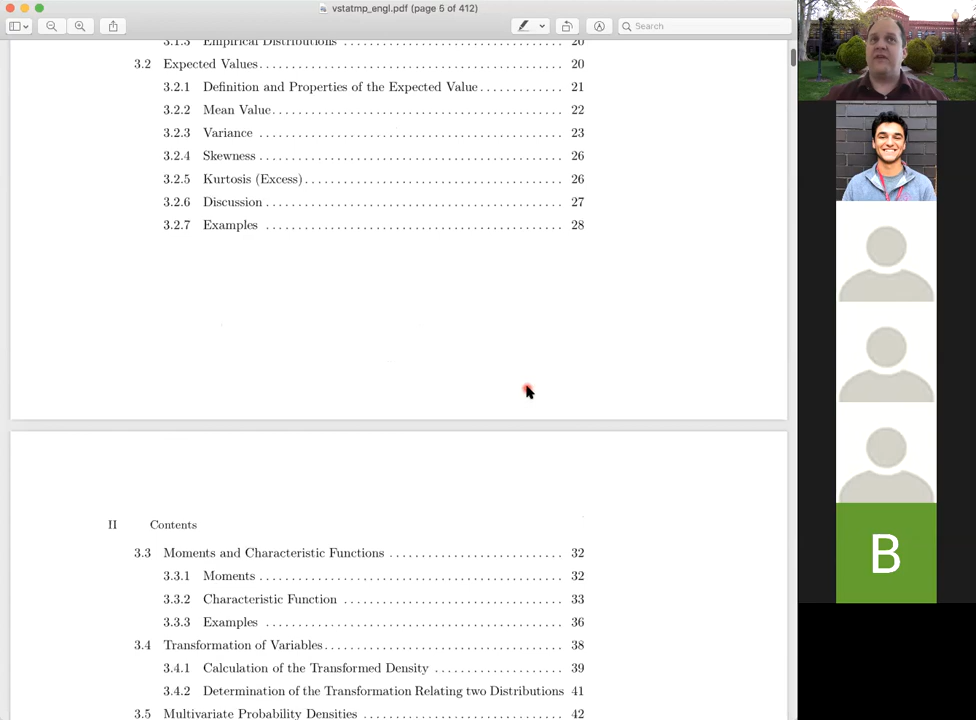 vstatmp_engl.pdf (page 5 of 412)
Search
3.1.3 Empirical Distributions 20
3.2 Expected Values 20
3.2.1 Definition and Properties of the Expected Value 21
3.2.2 Mean Value 22
3.2.3 Variance 23
3.2.4 Skewness 26
3.2.5 Kurtosis (Excess) 26
3.2.6 Discussion 27
3.2.7 Examples 28
II Contents
3.3 Moments and Characteristic Functions 32
3.3.1 Moments 32
3.3.2 Characteristic Function 33
3.3.3 Examples 36
3.4 Transformation of Variables 38
3.4.1 Calculation of the Transformed Density 39
3.4.2 Determination of the Transformation Relating two Distributions 41
3.5 Multivariate Probability Densities 42
B